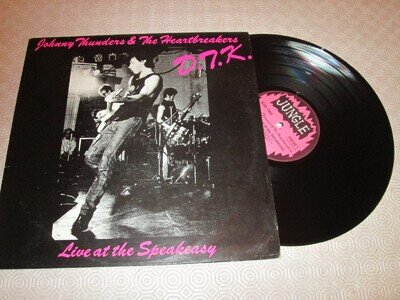 Johnny Thunders & The Heartbreakers
D.T.K.
Live at the Speakeasy
JUNGLE